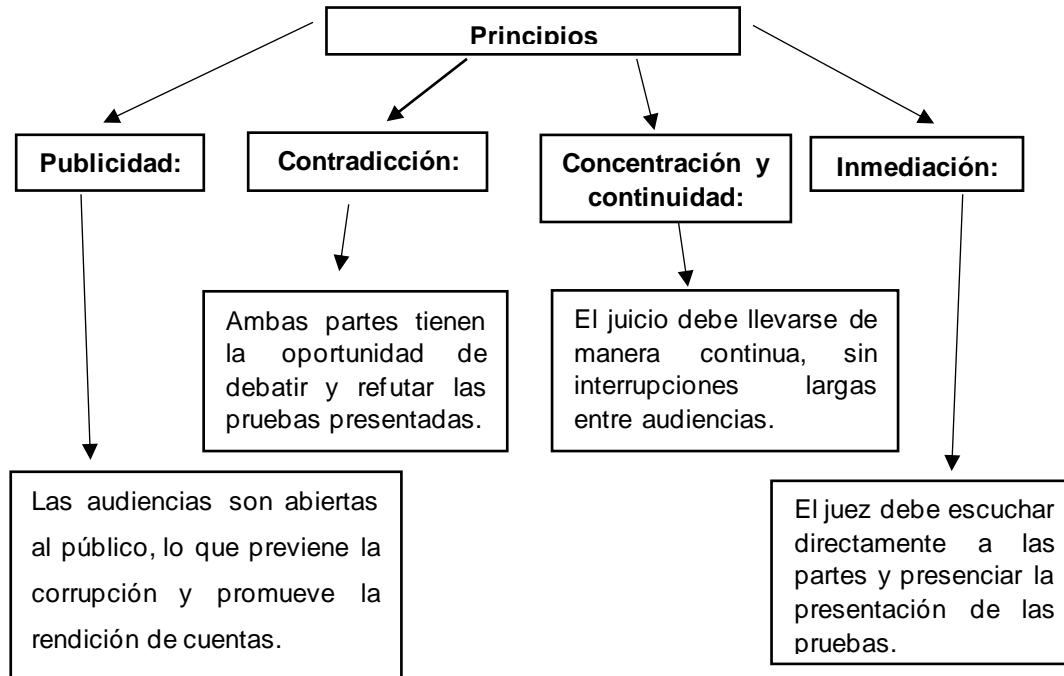 Principios
Publicidad:
Contradicción:
Concentración y
continuidad:
Inmediación:
Ambas partes tienen
la oportunidad de
debatir y refutar las
pruebas presentadas.
El juicio debe llevarse de
manera continua, sin
interrupciones largas
entre audiencias.
Las audiencias son abiertas
al público, lo que previene la
corrupción y promueve la
rendición de cuentas.
El juez debe escuchar
directamente a las
partes y presenciar la
presentación de las
pruebas.